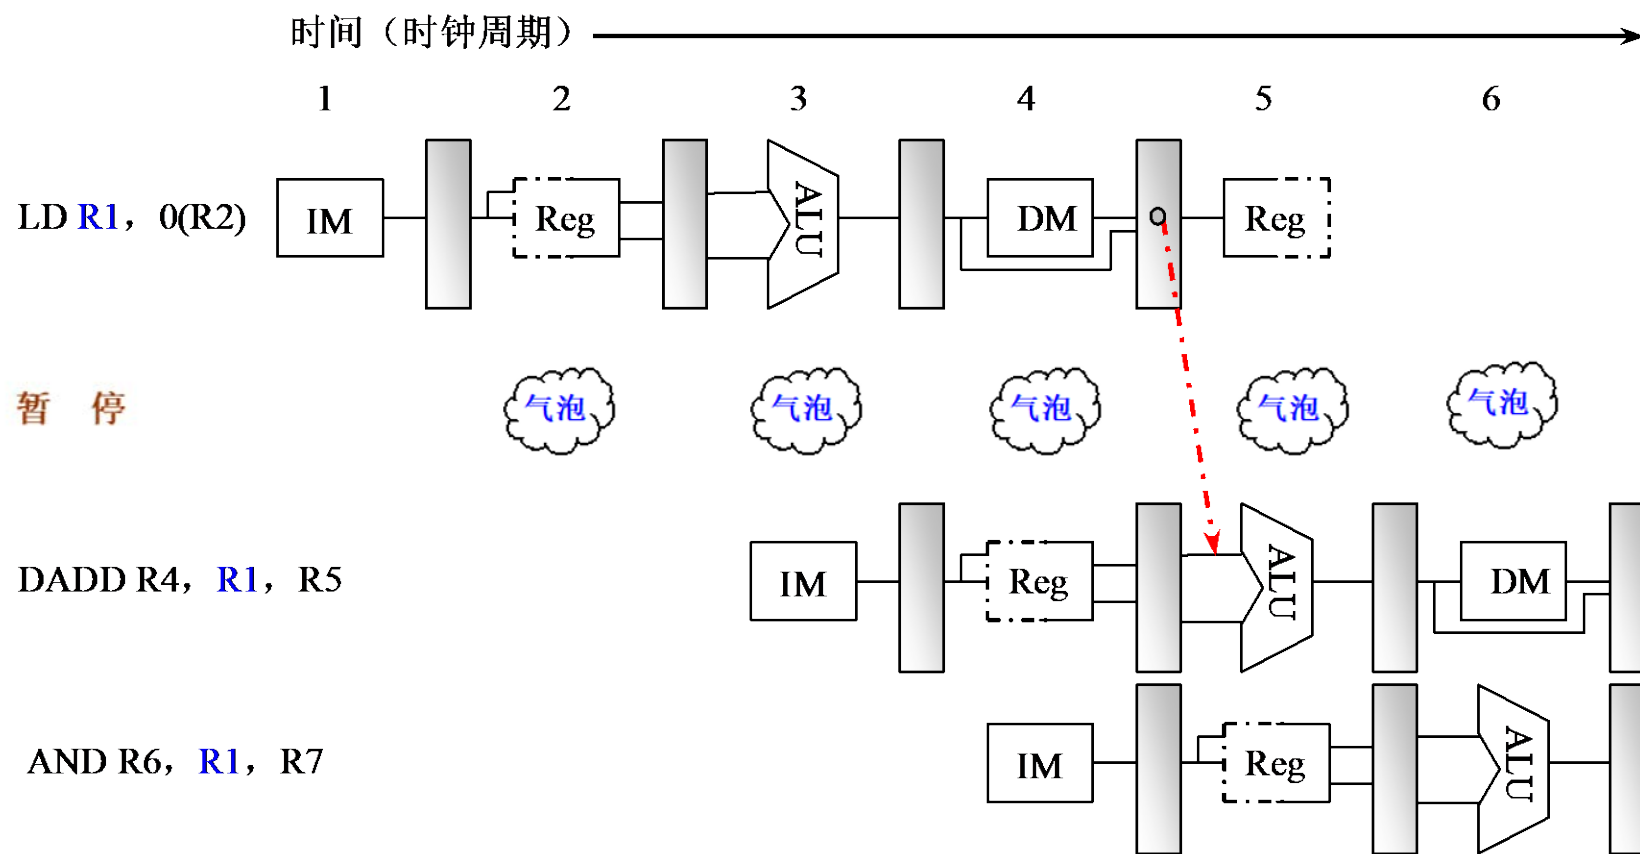 时间（时钟周期）
1 2 3 4 5 6
LD R1，0(R2) IM Reg ALU DM Reg
暂 停 气泡 气泡 气泡 气泡 气泡
DADD R4，R1，R5 IM Reg ALU DM
AND R6，R1，R7 IM Reg ALU